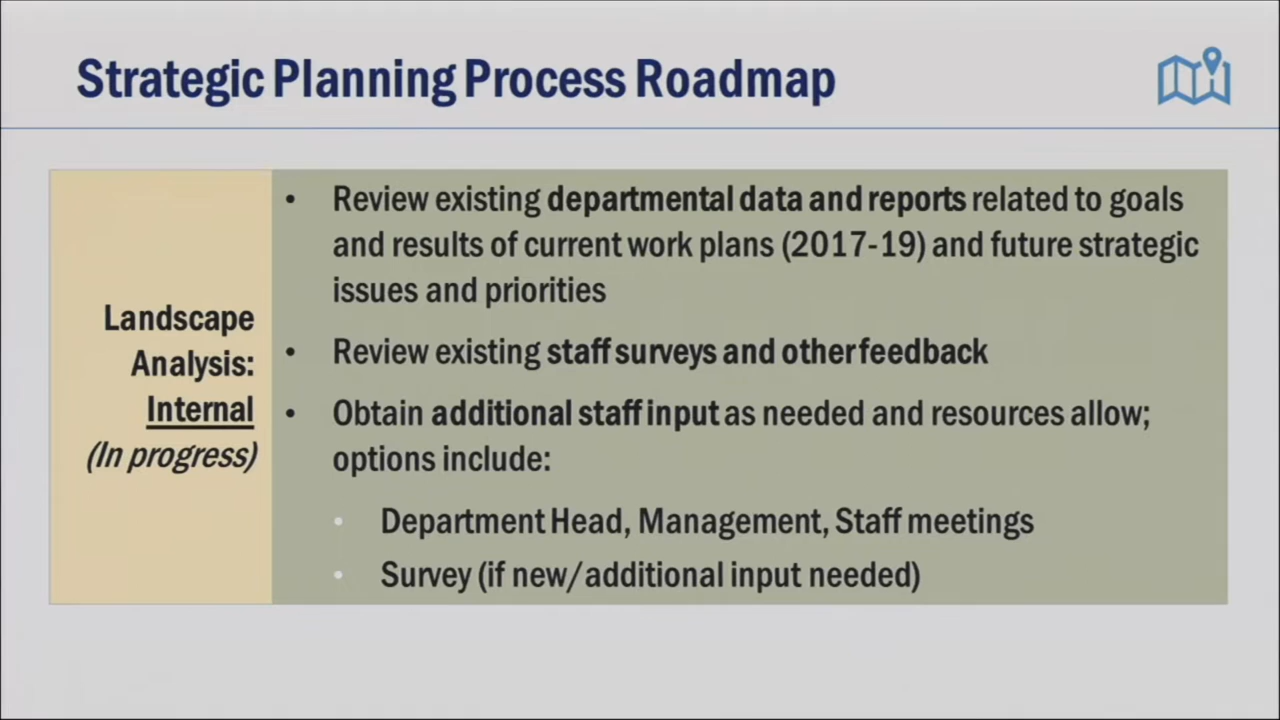 Strategic Planning Process Roadmap
Landscape
Analysis:
Internal
(In progress)
• Review existing departmental data and reports related to goals
and results of current work plans (2017-19) and future strategic
issues and priorities
• Review existing staff surveys and other feedback
• Obtain additional staff input as needed and resources allow;
options include:
• Department Head, Management, Staff meetings
• Survey (if new/additional input needed)